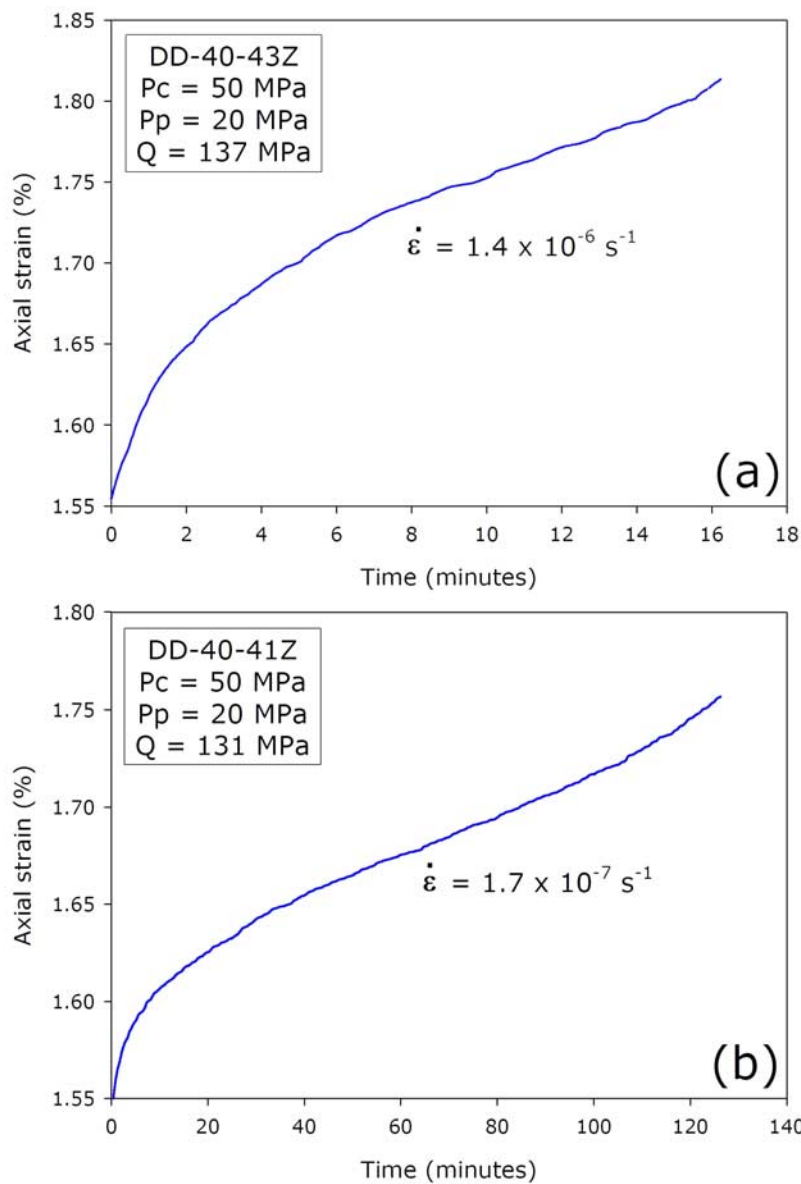 1.85
1.80
1.75
1.70
1.65
1.60
1.55
Axial strain (%)
DD-40-43Z
Pc = 50 MPa
Pp = 20 MPa
Q = 137 MPa
ε̇ = 1.4 x 10⁻⁶ s⁻¹
(a)
0 2 4 6 8 10 12 14 16 18
Time (minutes)
1.80
1.75
1.70
1.65
1.60
1.55
Axial strain (%)
DD-40-41Z
Pc = 50 MPa
Pp = 20 MPa
Q = 131 MPa
ε̇ = 1.7 x 10⁻⁷ s⁻¹
(b)
0 20 40 60 80 100 120 140
Time (minutes)